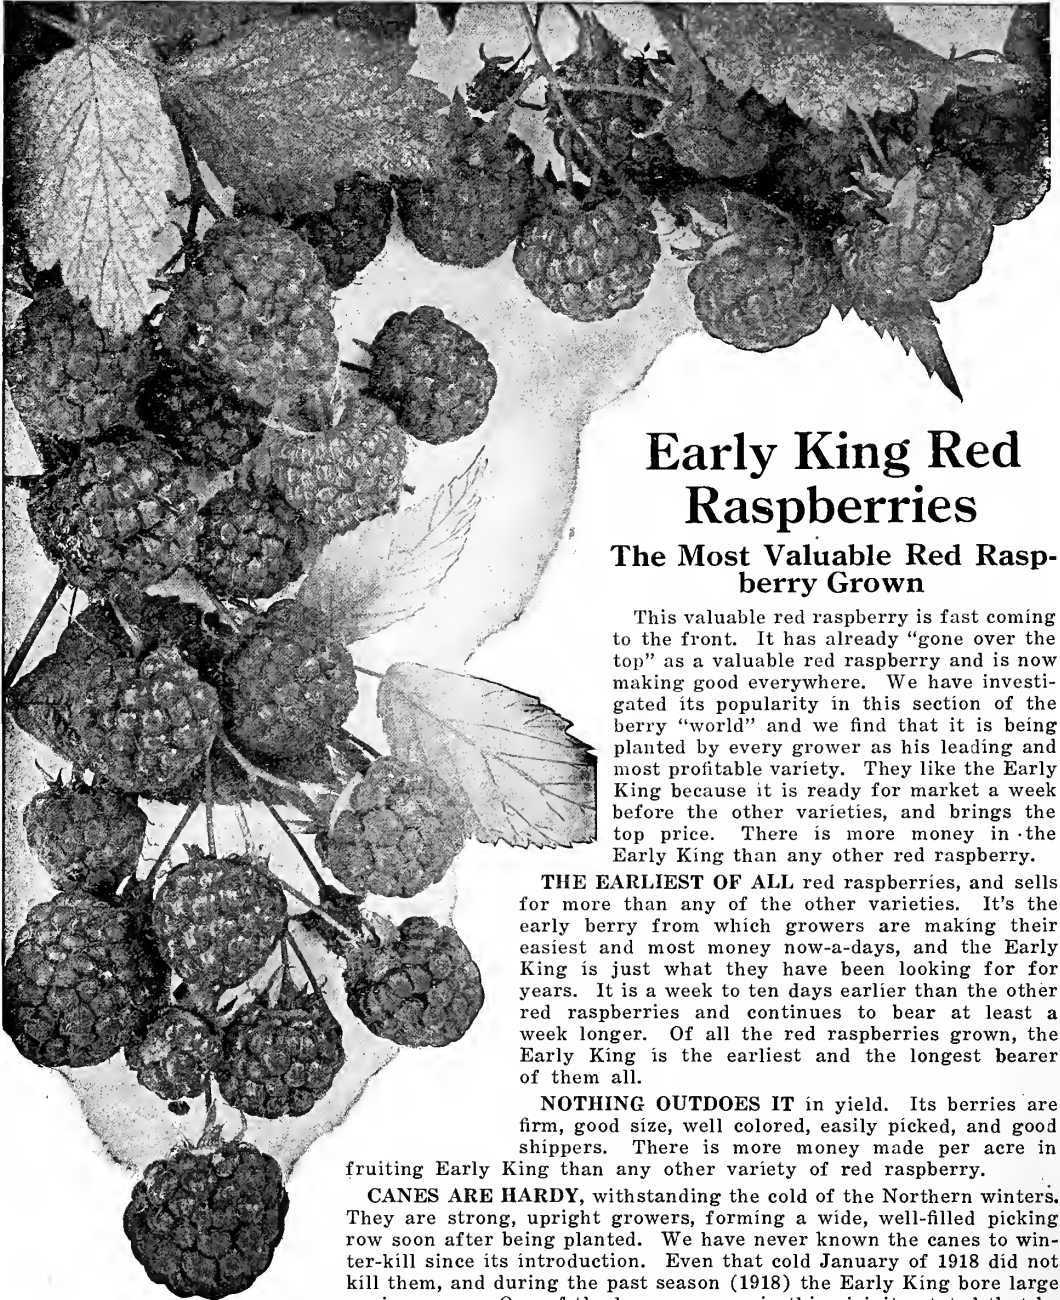 Early King Red
Raspberries
The Most Valuable Red Rasp-
berry Grown
This valuable red raspberry is fast coming
to the front. It has already “gone over the
top” as a valuable red raspberry and is now
making good everywhere. We have investi-
gated its popularity in this section of the
berry “world” and we find that it is being
planted by every grower as his leading and
most profitable variety. They like the Early
King because it is ready for market a week
before the other varieties, and brings the
top price. There is more money in the
Early King than any other red raspberry.
THE EARLIEST OF ALL red raspberries, and sells
for more than any of the other varieties. It's the
early berry from which growers are making their
easiest and most money now-a-days, and the Early
King is just what they have been looking for for
years. It is a week to ten days earlier than the other
red raspberries and continues to bear at least a
week longer. Of all the red raspberries grown, the
Early King is the earliest and the longest bearer
of them all.
NOTHING OUTDOES IT in yield. Its berries are
firm, good size, well colored, easily picked, and good
shippers. There is more money made per acre in
fruiting Early King than any other variety of red raspberry.
CANES ARE HARDY, withstanding the cold of the Northern winters.
They are strong, upright growers, forming a wide, well-filled picking
row soon after being planted. We have never known the canes to win-
ter-kill since its introduction. Even that cold January of 1918 did not
kill them, and during the past season (1918) the Early King bore large